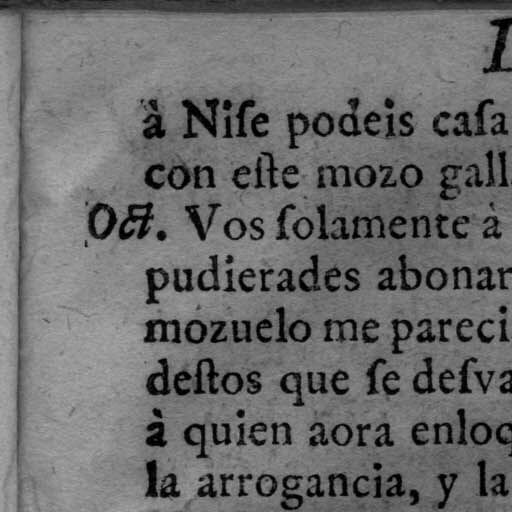 à Niſe podeis caſa
con eſte mozo gall
Oct. Vos ſolamente à
pudierades abonar
mozuelo me pareci
deſtos que ſe deſva
à quien aora enloq
la arrogancia, y la